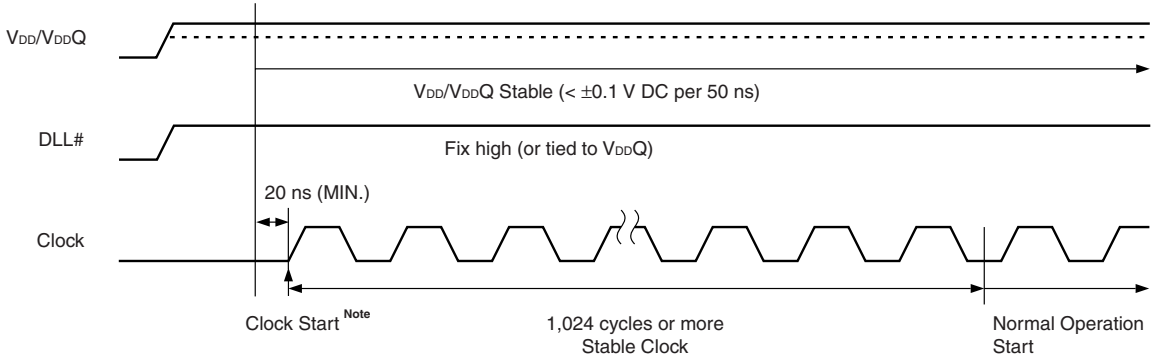 VDD/VDDQ
VDD/VDDQ Stable (< ±0.1 V DC per 50 ns)
DLL#
Fix high (or tied to VDDQ)
20 ns (MIN.)
Clock
Clock Start Note
1,024 cycles or more
Stable Clock
Normal Operation
Start